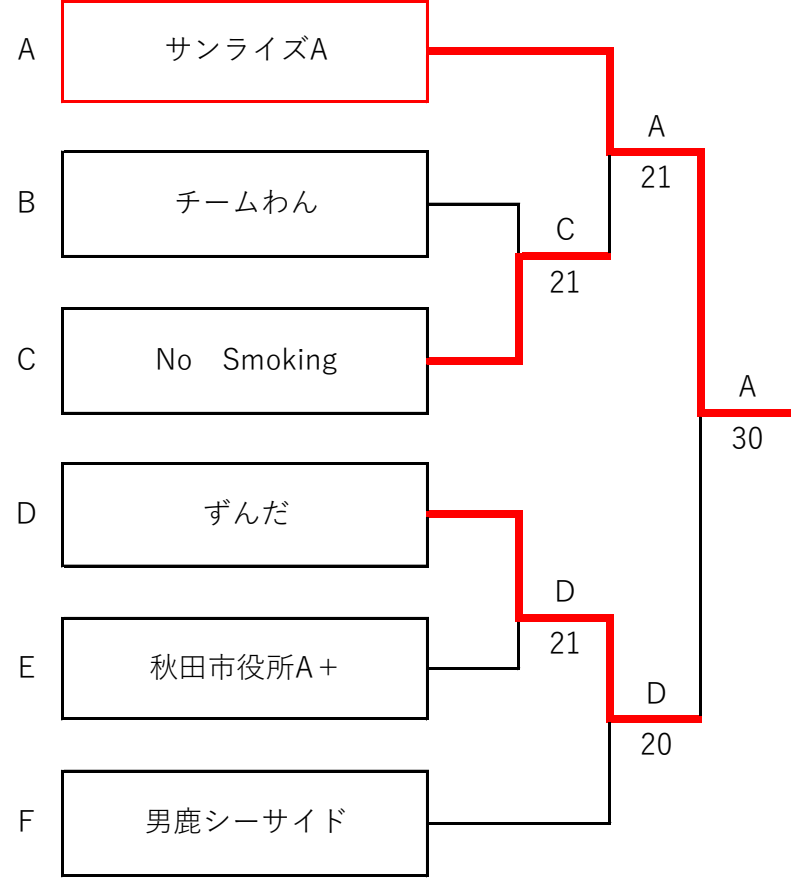 A サンライズA
A
21
B チームわん
C
21
C No　Smoking
A
30
D ずんだ
D
21
E 秋田市役所A＋
D
20
F 男鹿シーサイド